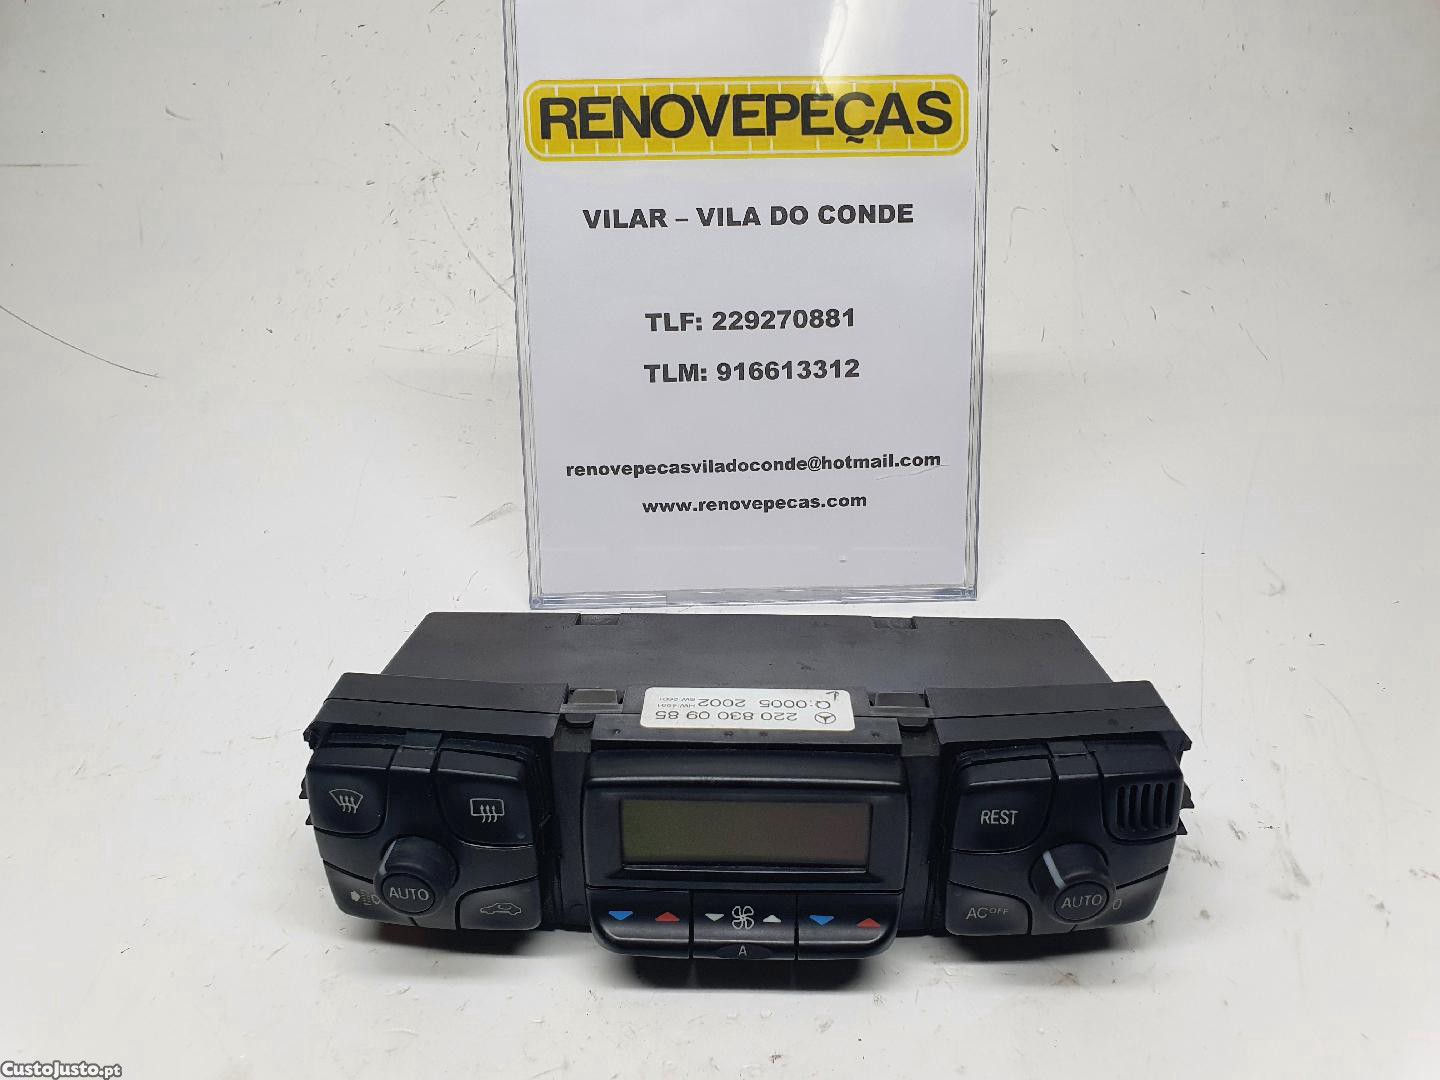 RENOVEPEÇAS
VILAR – VILA DO CONDE
TLF: 229270881
TLM: 916613312
renovepecasviladoconde@hotmail.com
www.renovepecas.com
220 830 09 85
Q:0005 2002
REST
AUTO
AUTO
AC OFF
0
A
CustoJusto.pt